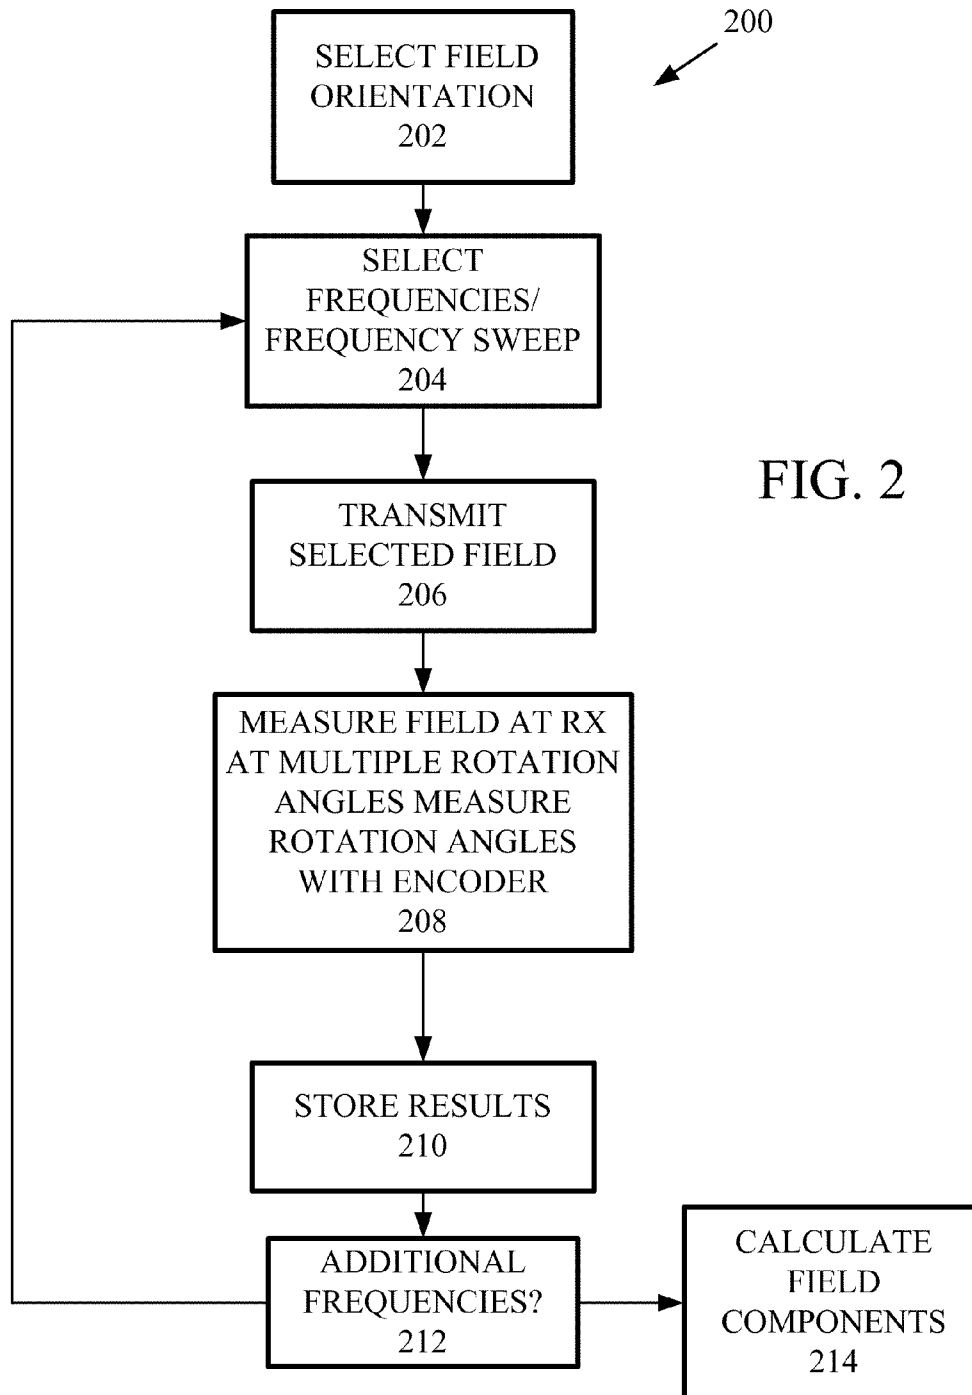 200
SELECT FIELD
ORIENTATION
202
SELECT
FREQUENCIES/
FREQUENCY SWEEP
204
FIG. 2
TRANSMIT
SELECTED FIELD
206
MEASURE FIELD AT RX
AT MULTIPLE ROTATION
ANGLES MEASURE
ROTATION ANGLES
WITH ENCODER
208
STORE RESULTS
210
ADDITIONAL
FREQUENCIES?
212
CALCULATE
FIELD
COMPONENTS
214